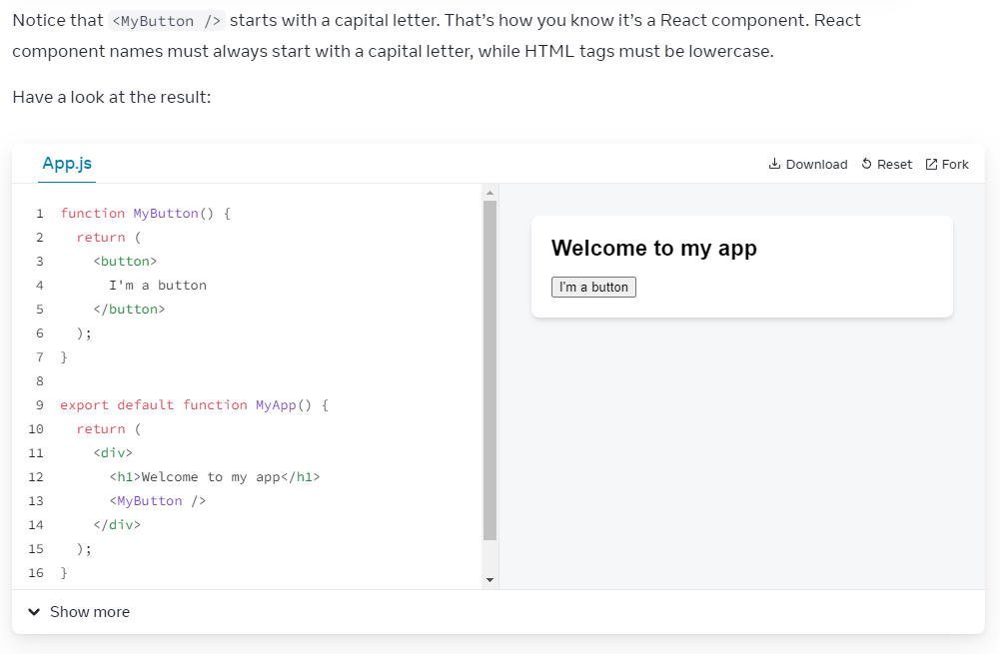 Notice that <MyButton /> starts with a capital letter. That’s how you know it’s a React component. React
component names must always start with a capital letter, while HTML tags must be lowercase.
Have a look at the result:
App.js
Download Reset Fork
1 function MyButton() {
2   return (
3     <button>
4       I'm a button
5     </button>
6   );
7 }
8
9 export default function MyApp() {
10   return (
11     <div>
12       <h1>Welcome to my app</h1>
13       <MyButton />
14     </div>
15   );
16 }
Welcome to my app
I'm a button
Show more